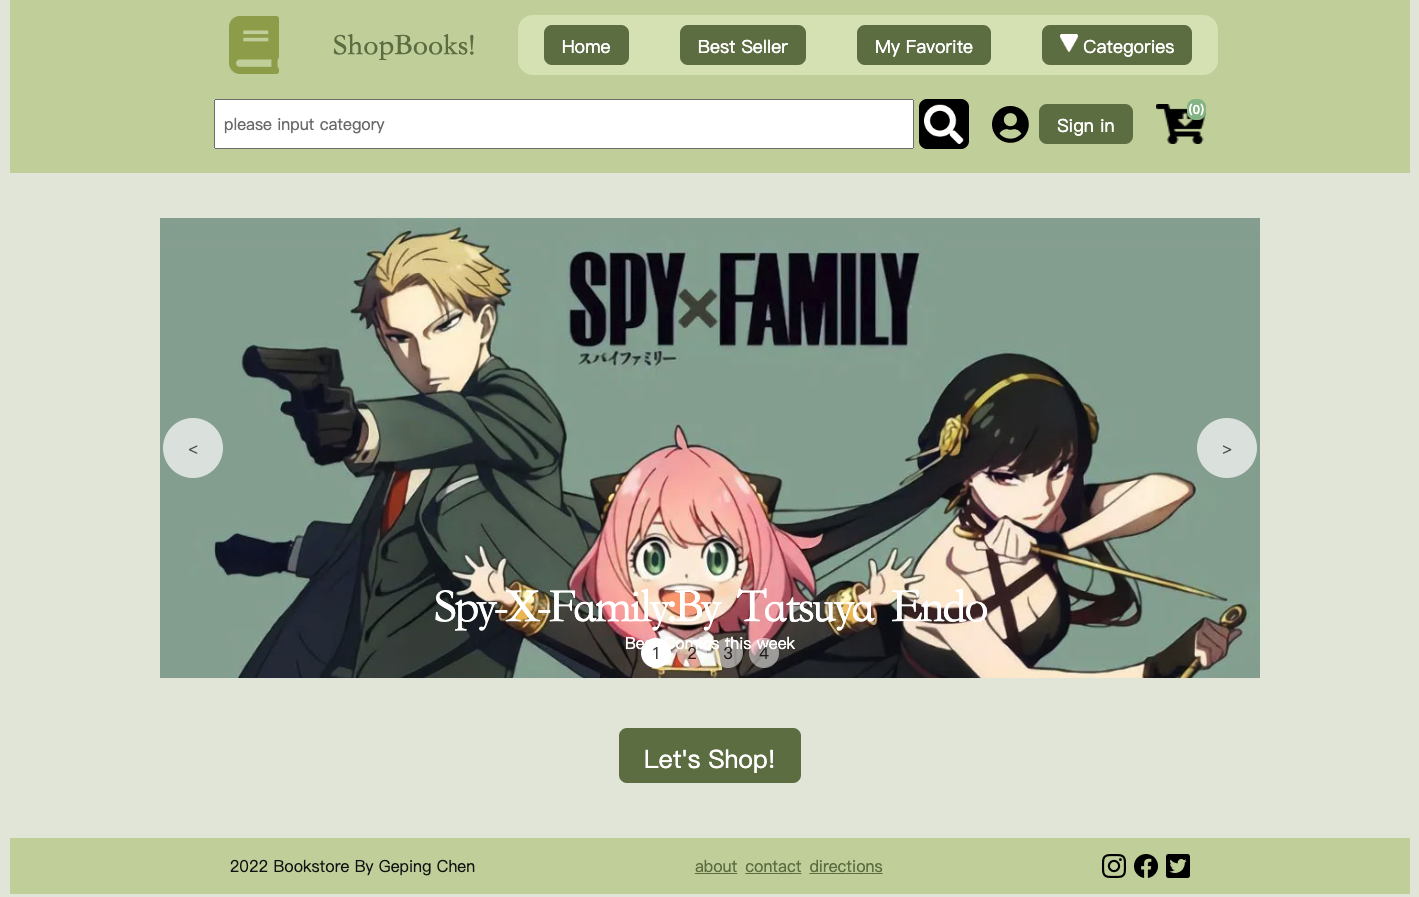 ShopBooks!
Home
Best Seller
My Favorite
Categories
please input category
Sign in
(0)
SPY×FAMILY
スパイファミリー
<
>
Spy-X-Family:By Tatsuya Endo
Best comics this week
1 2 3 4
Let's Shop!
2022 Bookstore By Geping Chen
about contact directions